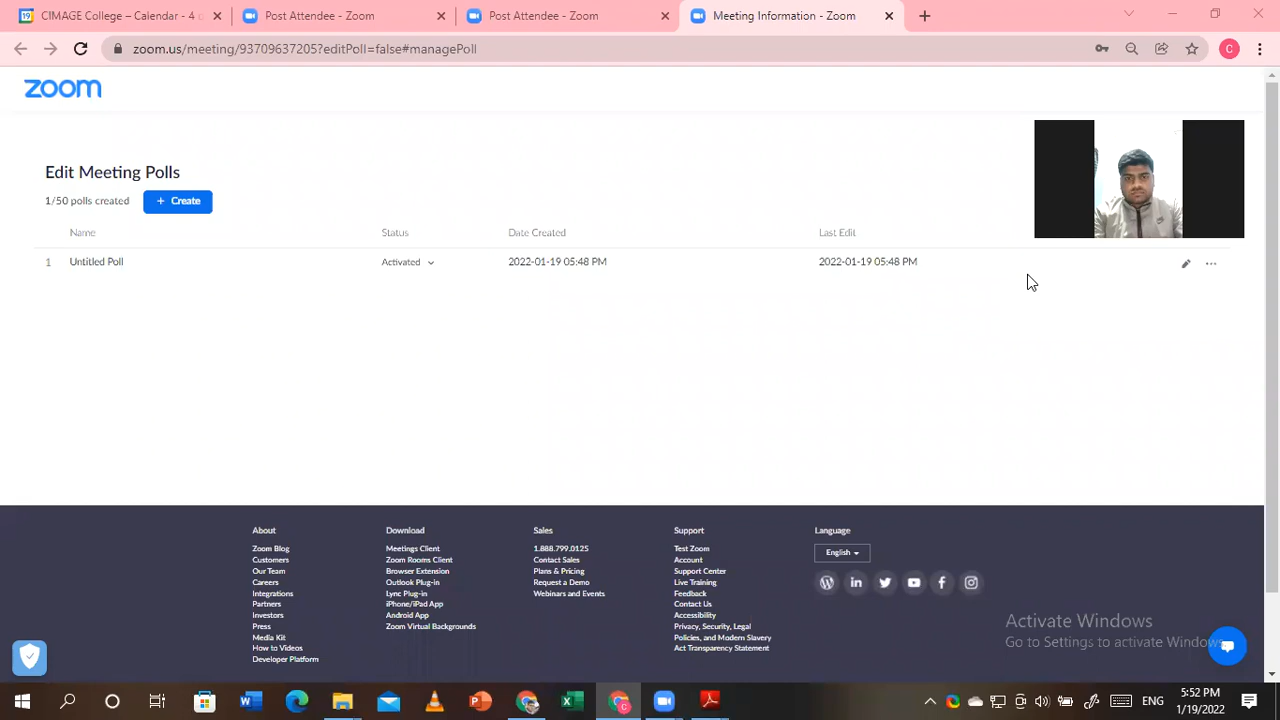 CIMAGE College – Calendar - 4 o
Post Attendee - Zoom
Post Attendee - Zoom
Meeting Information - Zoom
zoom.us/meeting/93709637205?editPoll=false#managePoll
C
zoom
Edit Meeting Polls
1/50 polls created
+ Create
Name Status Date Created Last Edit
1 Untitled Poll Activated 2022-01-19 05:48 PM 2022-01-19 05:48 PM
About
Zoom Blog
Customers
Our Team
Careers
Integrations
Partners
Investors
Press
Media Kit
How to Videos
Developer Platform
Download
Meetings Client
Zoom Rooms Client
Browser Extension
Outlook Plug-in
Lync Plug-in
iPhone/iPad App
Android App
Zoom Virtual Backgrounds
Sales
1.888.799.0125
Contact Sales
Plans & Pricing
Request a Demo
Webinars and Events
Support
Test Zoom
Account
Support Center
Live Training
Feedback
Contact Us
Accessibility
Privacy, Security, Legal
Policies, and Modern Slavery
Act Transparency Statement
Language
English
Activate Windows
Go to Settings to activate Windows.
ENG
5:52 PM
1/19/2022